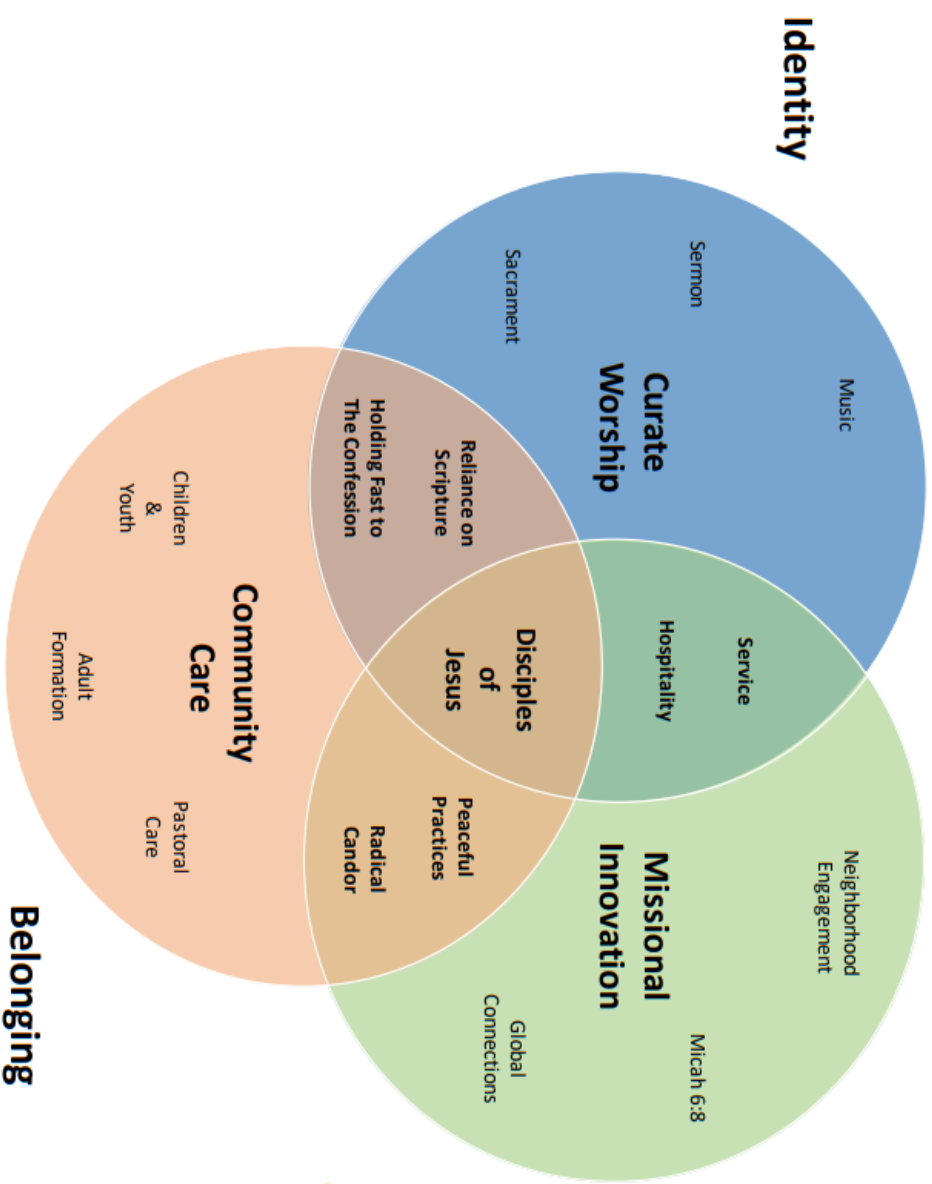 Identity
Music
Sermon
Sacrament
Curate
Worship
Service
Hospitality
Neighborhood
Engagement
Missional
Innovation
Micah 6:8
Global
Connections
Reliance on
Scripture
Holding Fast to
The Confession
Disciples
of
Jesus
Peaceful
Practices
Radical
Candor
Community
Care
Children
&
Youth
Adult
Formation
Pastoral
Care
Belonging